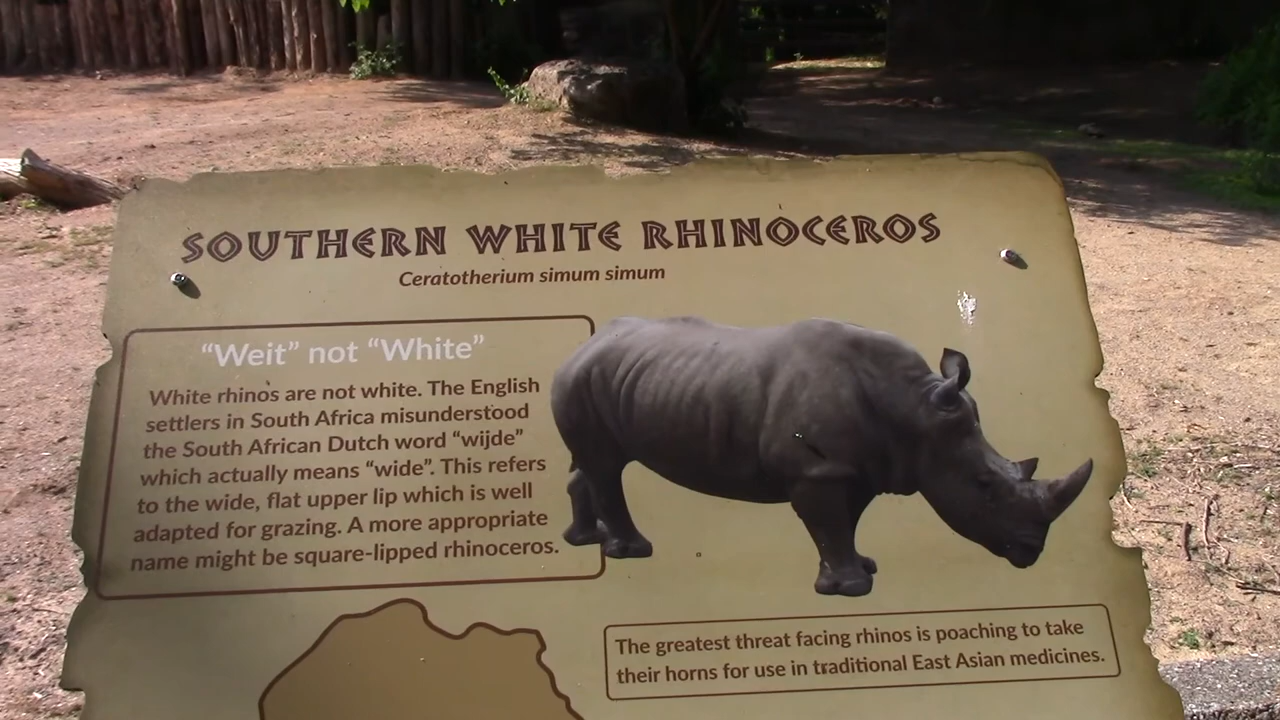 SOUTHERN WHITE RHINOCEROS
Ceratotherium simum simum
“Weit” not “White”
White rhinos are not white. The English
settlers in South Africa misunderstood
the South African Dutch word “wijde”
which actually means “wide”. This refers
to the wide, flat upper lip which is well
adapted for grazing. A more appropriate
name might be square-lipped rhinoceros.
The greatest threat facing rhinos is poaching to take
their horns for use in traditional East Asian medicines.